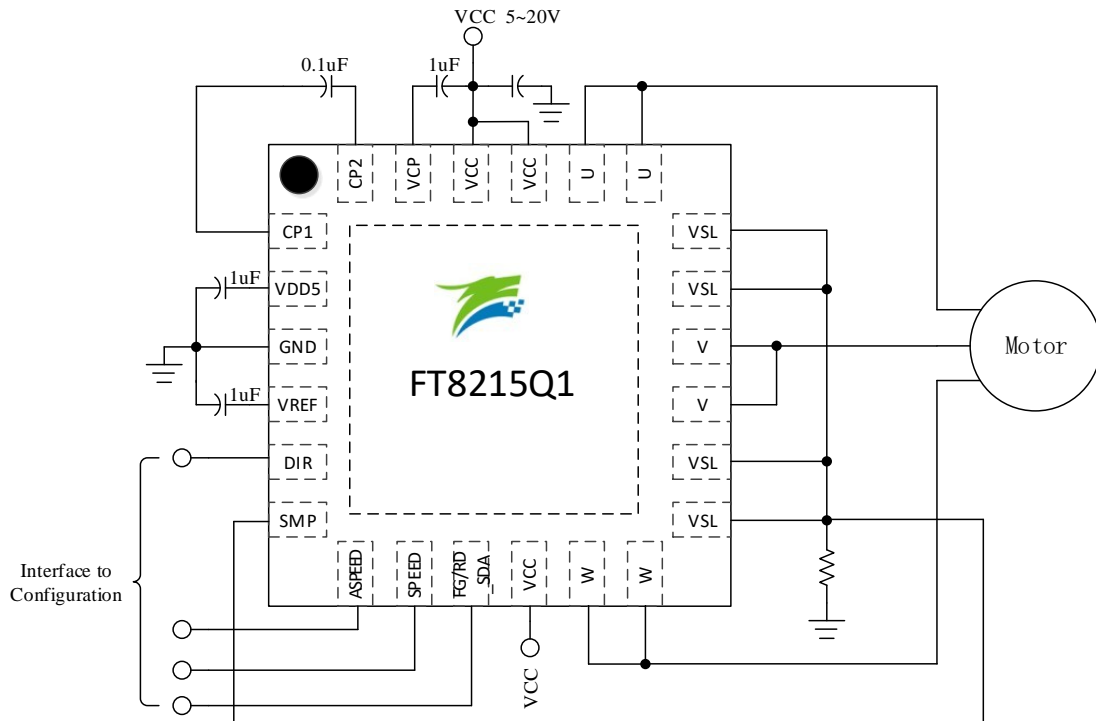 VCC 5~20V
0.1uF
1uF
CP2
VCP
VCC
VCC
U
U
CP1
VSL
1uF
VDD5
VSL
GND
V
Motor
FT8215Q1
1uF
VREF
V
DIR
VSL
SMP
VSL
Interface to
Configuration
ASPEED
SPEED
FG/RD
_SDA
VCC
W
W
VCC